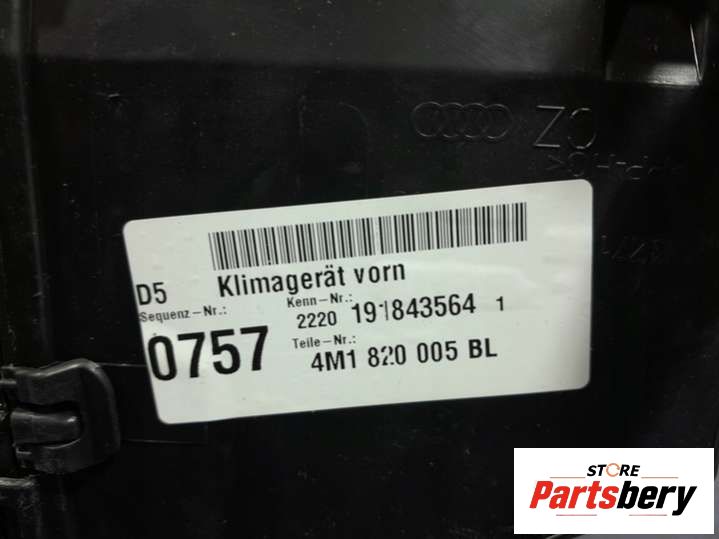 D5 Klimagerät vorn
Sequenz-Nr.: Kenn-Nr.:
0757 2220 191843564 1
Teile-Nr.:
4M1 820 005 BL
STORE
Partsbery